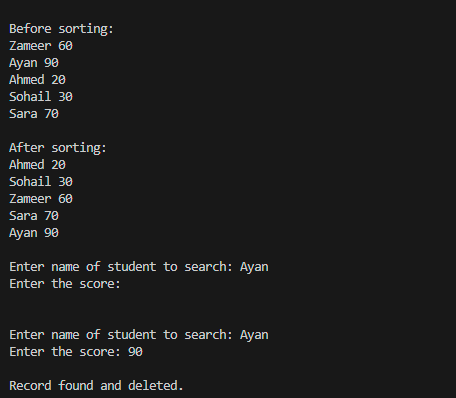 Before sorting:
Zameer 60
Ayan 90
Ahmed 20
Sohail 30
Sara 70
After sorting:
Ahmed 20
Sohail 30
Zameer 60
Sara 70
Ayan 90
Enter name of student to search: Ayan
Enter the score:
Enter name of student to search: Ayan
Enter the score: 90
Record found and deleted.